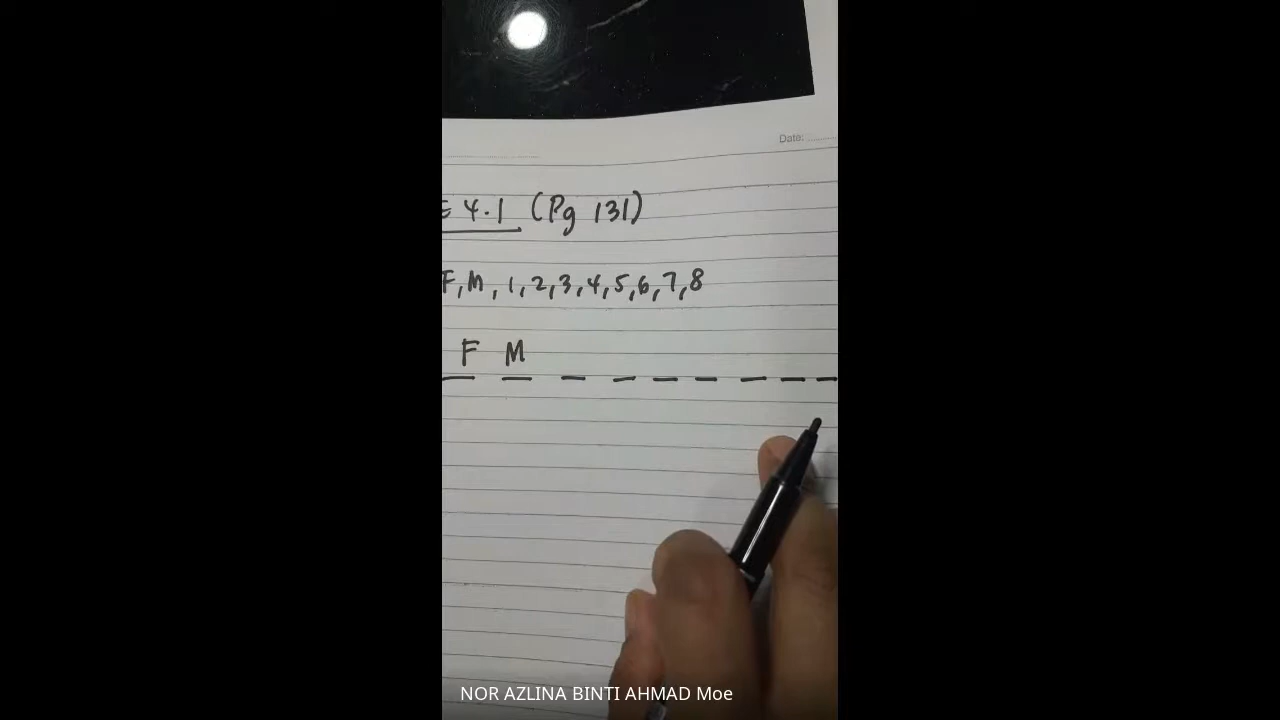 Date: ..........
4.1 (Pg 131)
F, M, 1, 2, 3, 4, 5, 6, 7, 8
F M
NOR AZLINA BINTI AHMAD Moe